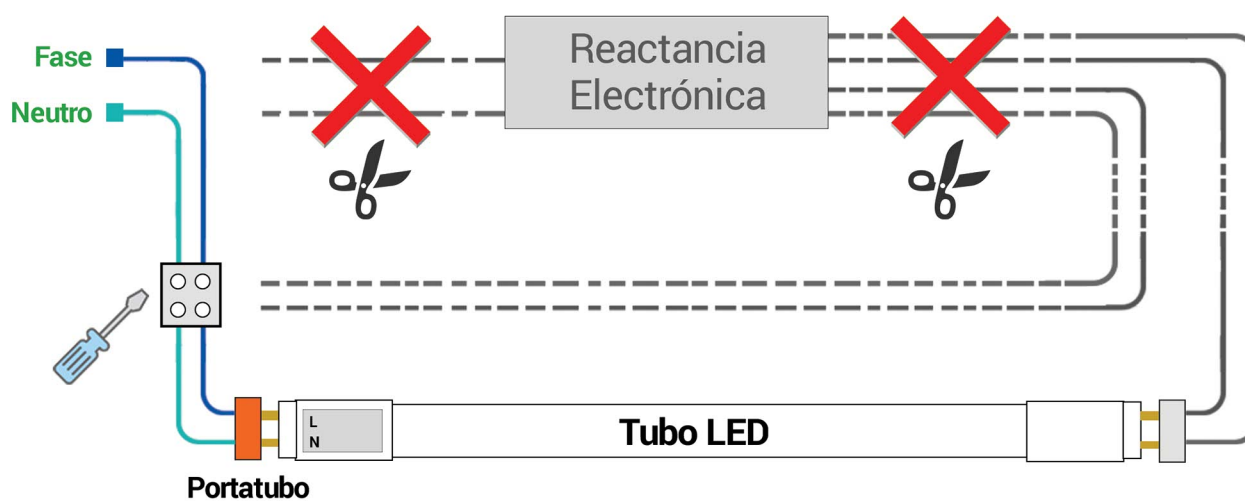 Fase
Neutro
Reactancia
Electrónica
L
N
Tubo LED
Portatubo